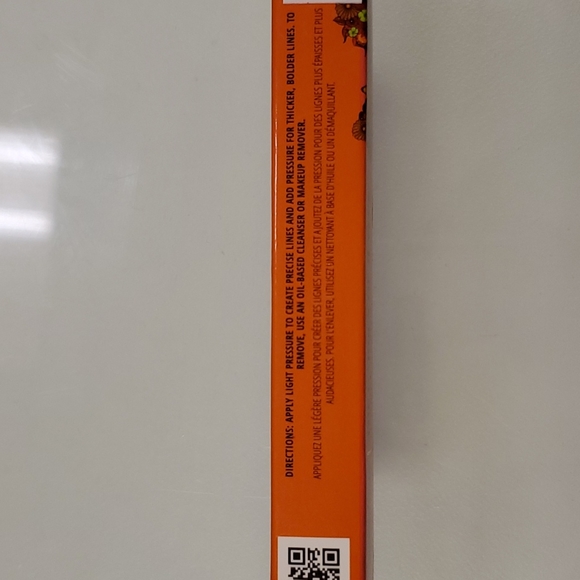 DIRECTIONS: APPLY LIGHT PRESSURE TO CREATE PRECISE LINES AND ADD PRESSURE FOR THICKER, BOLDER LINES. TO
REMOVE, USE AN OIL-BASED CLEANSER OR MAKEUP REMOVER.
APPLIQUEZ UNE LÉGÈRE PRESSION POUR CRÉER DES LIGNES PRÉCISES ET AJOUTEZ DE LA PRESSION POUR DES LIGNES PLUS ÉPAISSES ET PLUS
AUDACIEUSES. POUR L'ENLEVER, UTILISEZ UN NETTOYANT À BASE D'HUILE OU UN DÉMAQUILLANT.